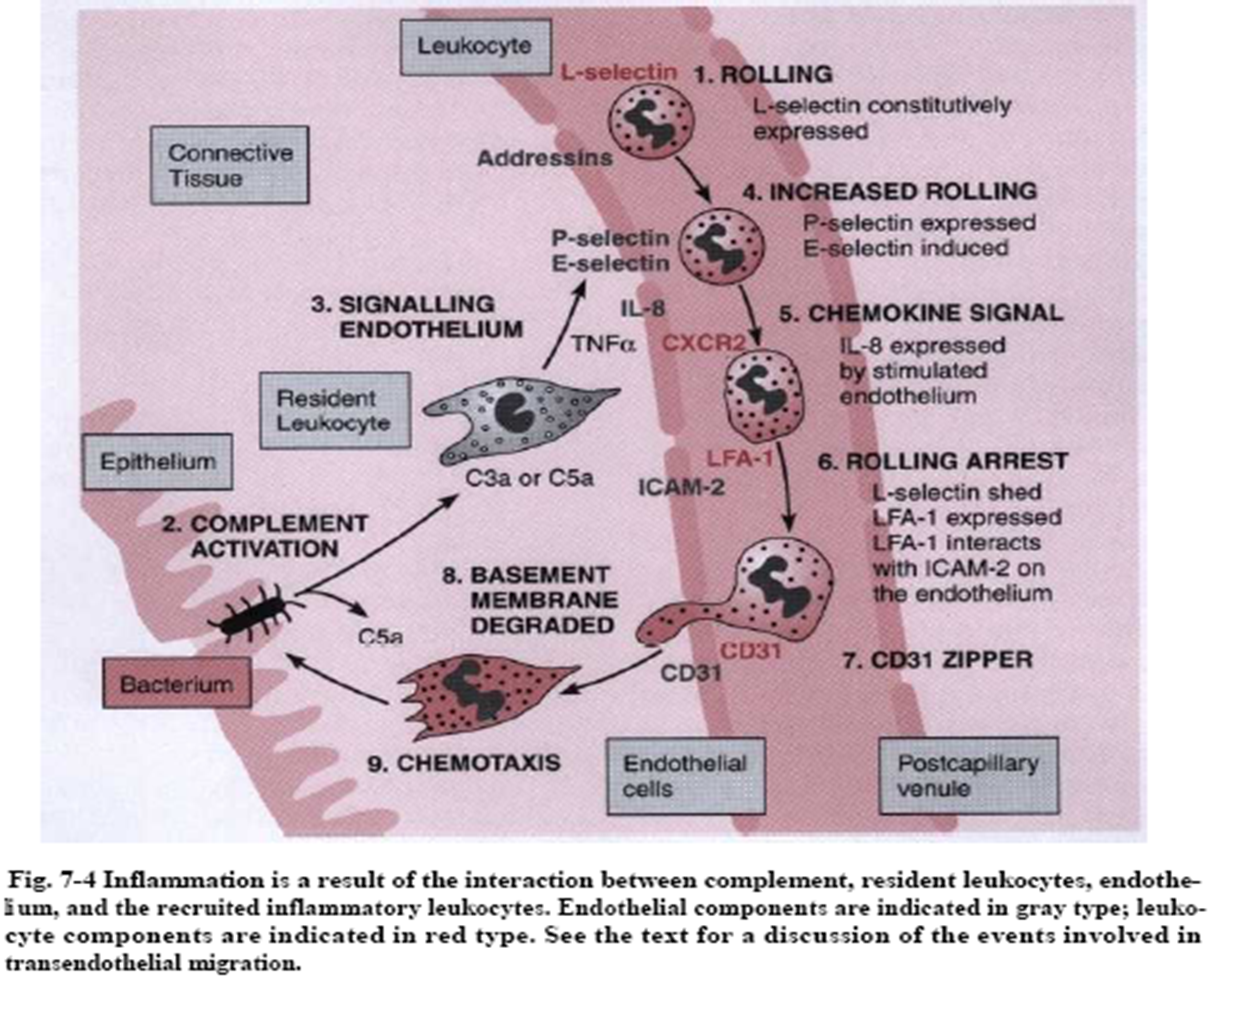 Leukocyte
L-selectin
1. ROLLING
L-selectin constitutively
expressed
Connective
Tissue
Addressins
4. INCREASED ROLLING
P-selectin expressed
E-selectin induced
P-selectin
E-selectin
3. SIGNALLING
ENDOTHELIUM
IL-8
TNFα
CXCR2
5. CHEMOKINE SIGNAL
IL-8 expressed
by stimulated
endothelium
Resident
Leukocyte
Epithelium
C3a or C5a
LFA-1
ICAM-2
6. ROLLING ARREST
L-selectin shed
LFA-1 expressed
LFA-1 interacts
with ICAM-2 on
the endothelium
2. COMPLEMENT
ACTIVATION
8. BASEMENT
MEMBRANE
DEGRADED
C5a
CD31
CD31
7. CD31 ZIPPER
Bacterium
9. CHEMOTAXIS
Endothelial
cells
Postcapillary
venule
Fig. 7-4 Inflammation is a result of the interaction between complement, resident leukocytes, endothe-
lium, and the recruited inflammatory leukocytes. Endothelial components are indicated in gray type; leuko-
cyte components are indicated in red type. See the text for a discussion of the events involved in
transendothelial migration.